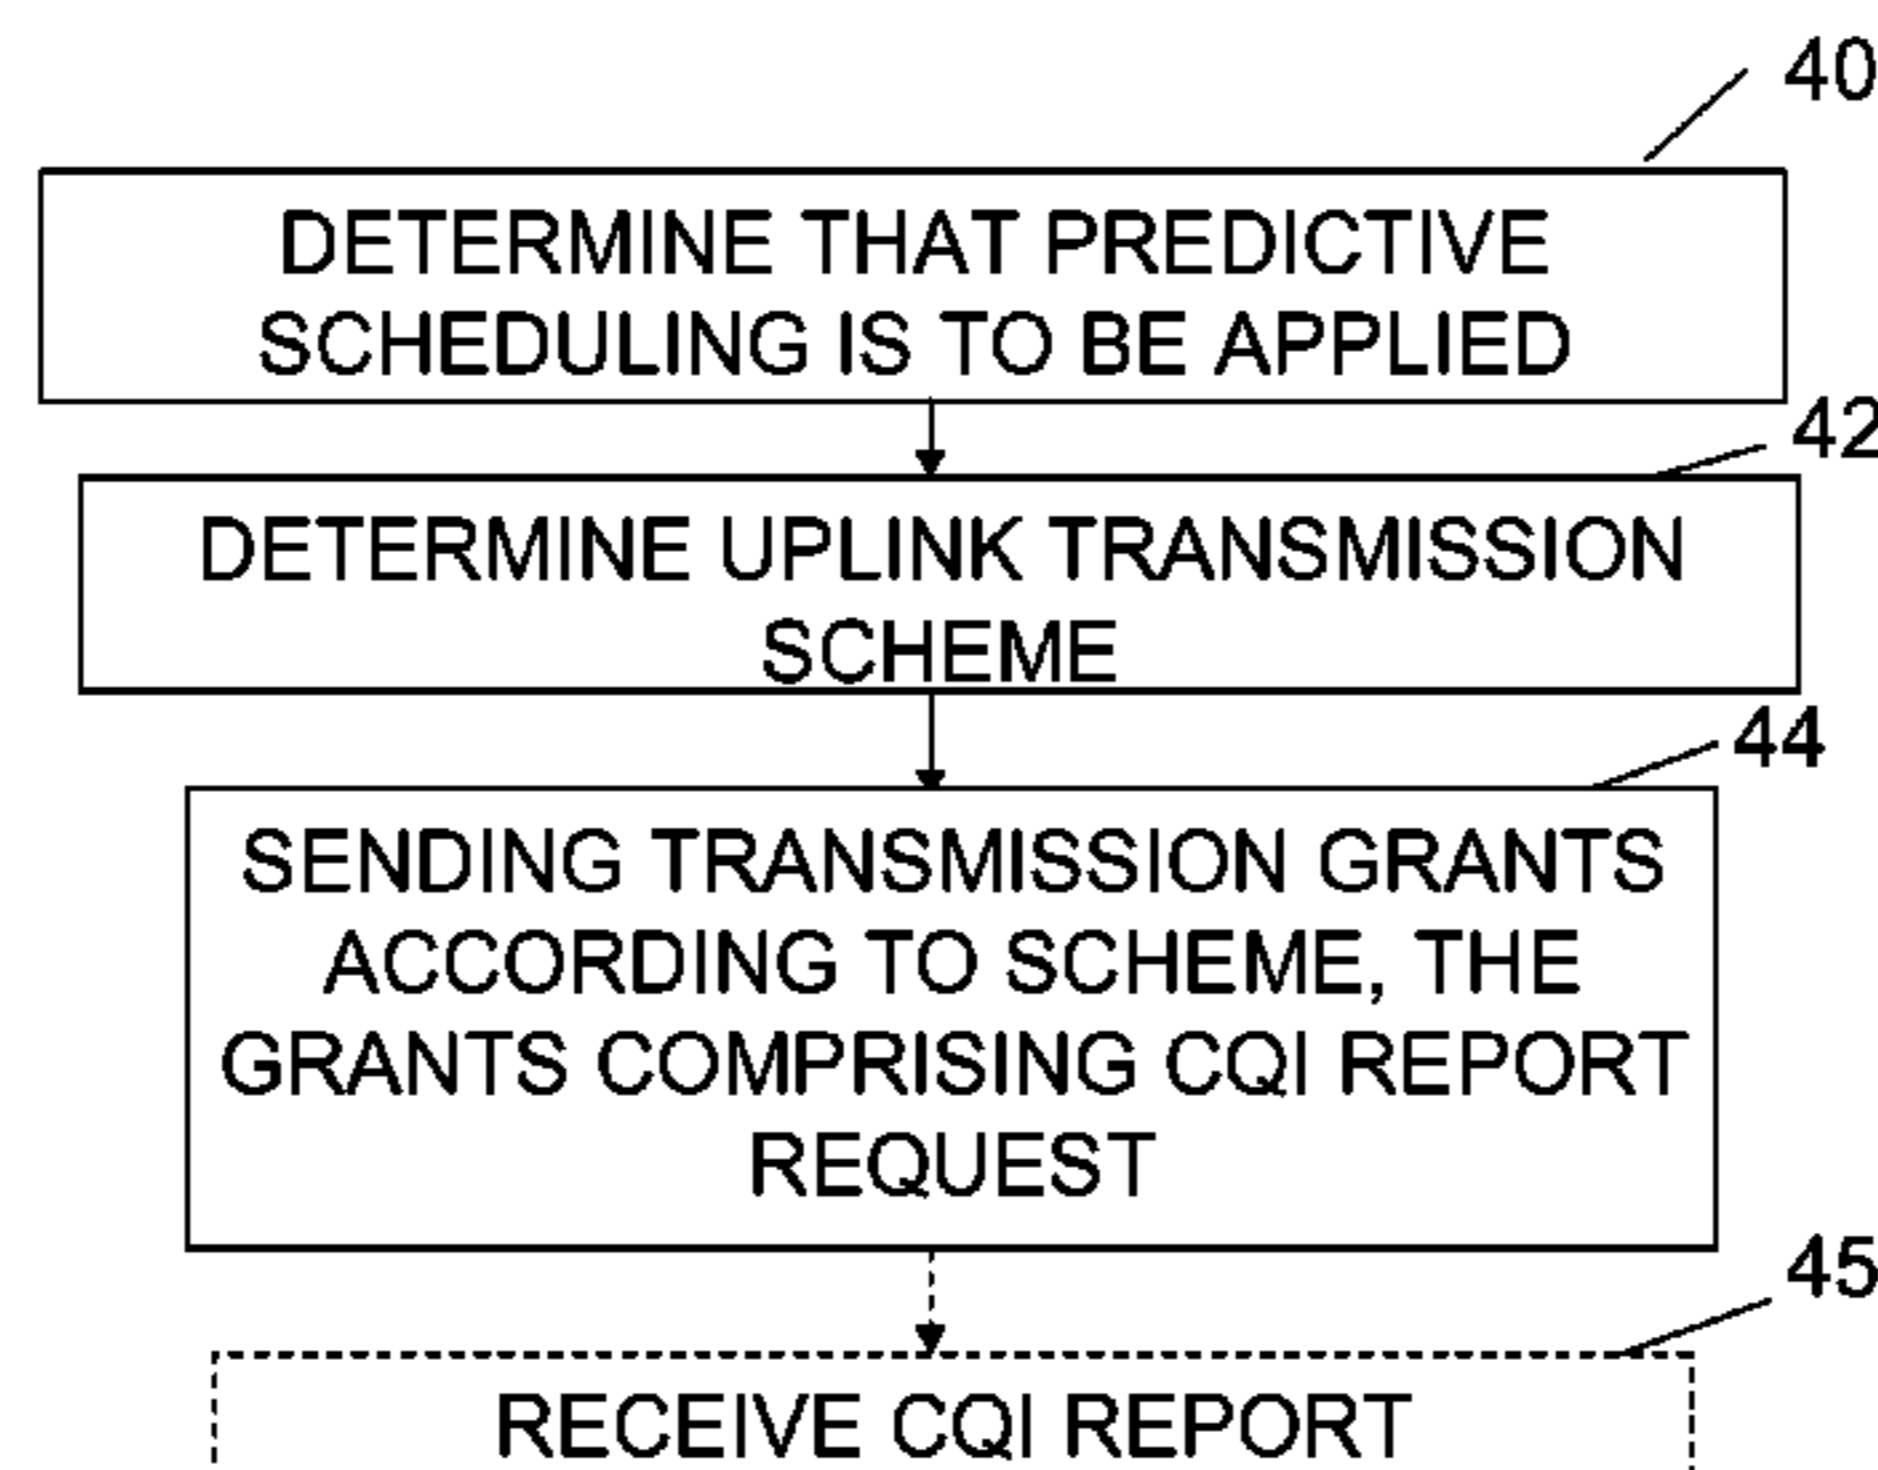 40
DETERMINE THAT PREDICTIVE
SCHEDULING IS TO BE APPLIED
42
DETERMINE UPLINK TRANSMISSION
SCHEME
44
SENDING TRANSMISSION GRANTS
ACCORDING TO SCHEME, THE
GRANTS COMPRISING CQI REPORT
REQUEST
45
RECEIVE CQI REPORT